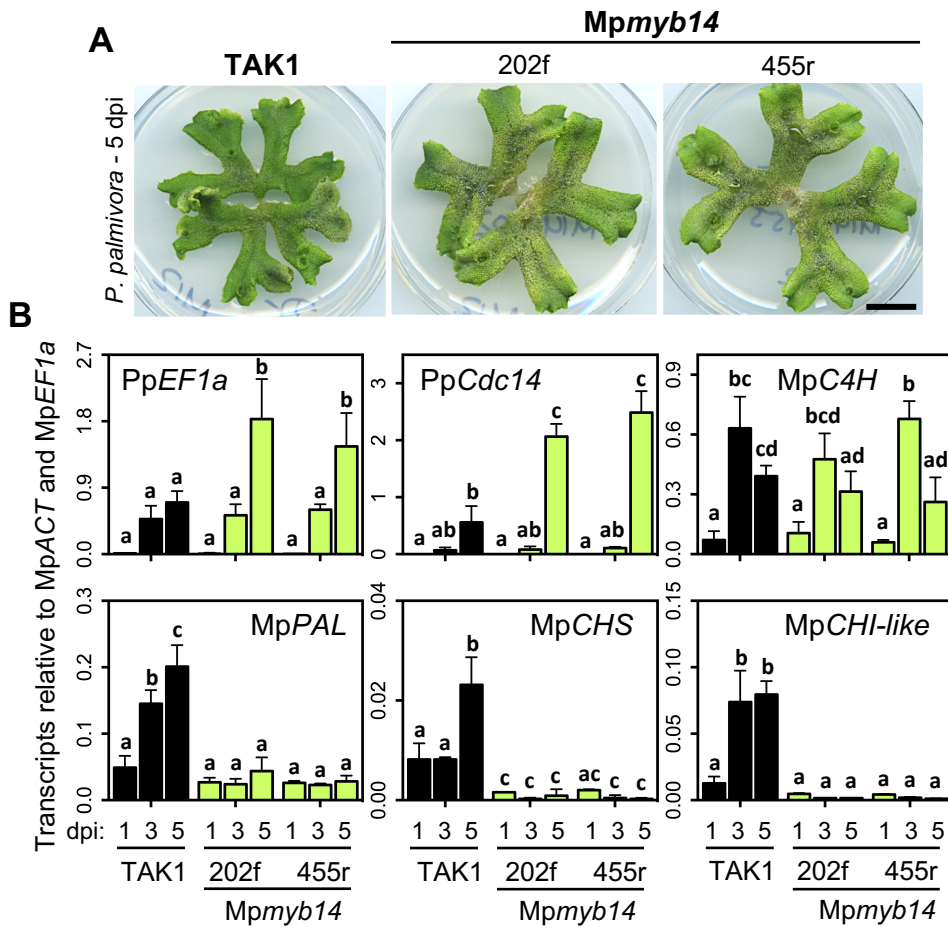 A
Mpmyb14
TAK1
202f
455r
P. palmivora - 5 dpi
B
Transcripts relative to MpACT and MpEF1a
PpEF1a
2.7
1.8
0.9
0.0
a a a a a b a a b
PpCdc14
3
2
1
0
a ab b a ab c a ab c
MpC4H
0.9
0.6
0.3
0.0
a bc cd a bcd ad a b ad
MpPAL
0.3
0.2
0.1
0.0
a b c a a a a a a
MpCHS
0.04
0.02
0.00
a a b c c c ac c c
MpCHI-like
0.15
0.10
0.05
0.00
a b b a a a a a a
dpi: 1 3 5 1 3 5 1 3 5 1 3 5 1 3 5 1 3 5 1 3 5 1 3 5 1 3 5
TAK1 202f 455r TAK1 202f 455r TAK1 202f 455r
Mpmyb14 Mpmyb14 Mpmyb14